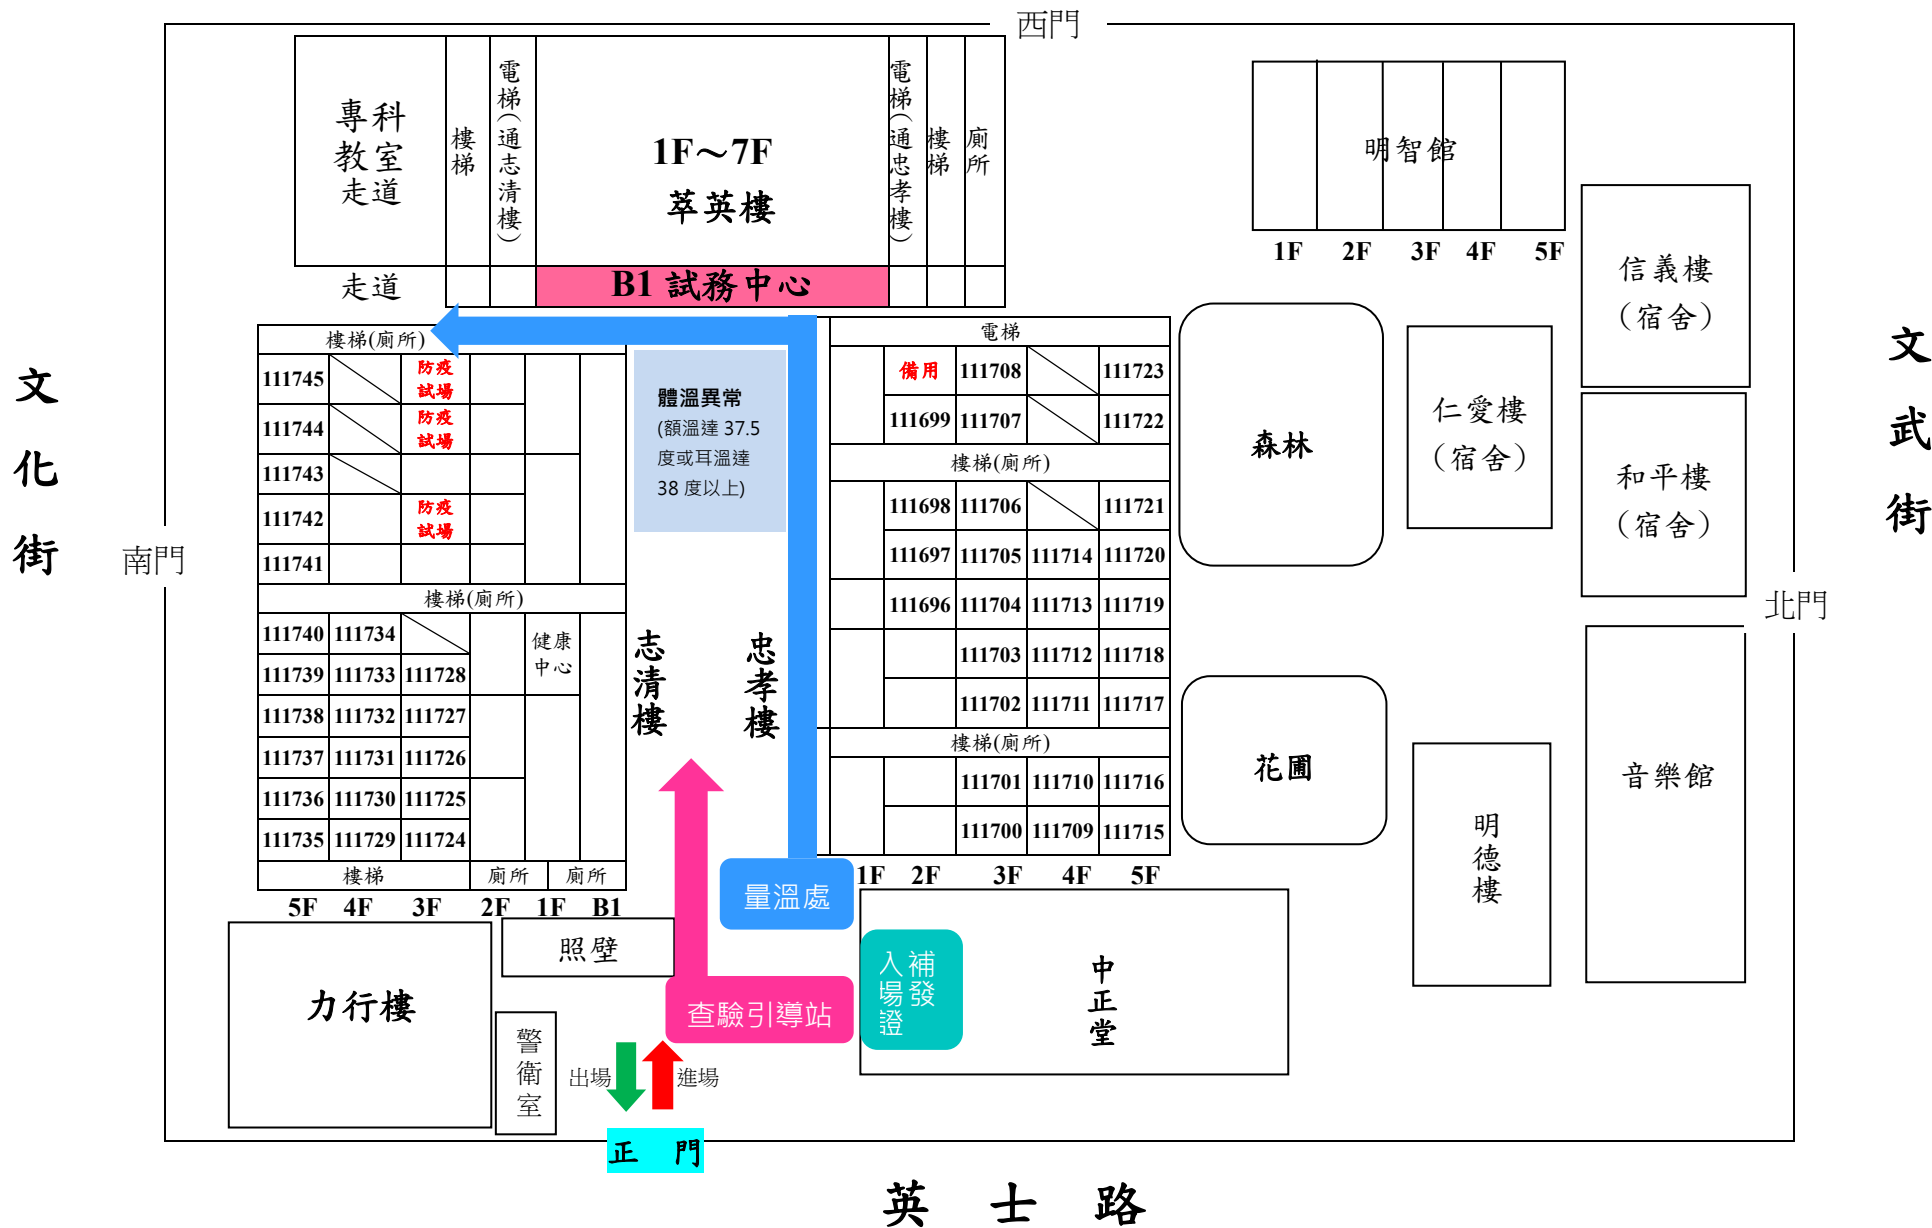 西門
專科
教室
走道
樓梯
電梯(通志清樓)
1F～7F
萃英樓
電梯(通忠孝樓)
樓梯
廁所
走道
B1 試務中心
明智館
1F 2F 3F 4F 5F
信義樓
(宿舍)
仁愛樓
(宿舍)
和平樓
(宿舍)
文化街
文武街
南門
北門
樓梯(廁所)
111745 防疫試場
111744 防疫試場
111743
111742 防疫試場
111741
樓梯(廁所)
111740 111734 健康中心
111739 111733 111728
111738 111732 111727
111737 111731 111726
111736 111730 111725
111735 111729 111724
樓梯 廁所 廁所
5F 4F 3F 2F 1F B1
體溫異常
(額溫達 37.5
度或耳溫達
38 度以上)
志清樓
忠孝樓
電梯
備用 111708 111723
111699 111707 111722
樓梯(廁所)
111698 111706 111721
111697 111705 111714 111720
111696 111704 111713 111719
111703 111712 111718
111702 111711 111717
樓梯(廁所)
111701 111710 111716
111700 111709 111715
1F 2F 3F 4F 5F
森林
花圃
明德樓
音樂館
量溫處
照壁
力行樓
查驗引導站
補發
入場證
中正堂
警衛室
出場
進場
正 門
英 士 路